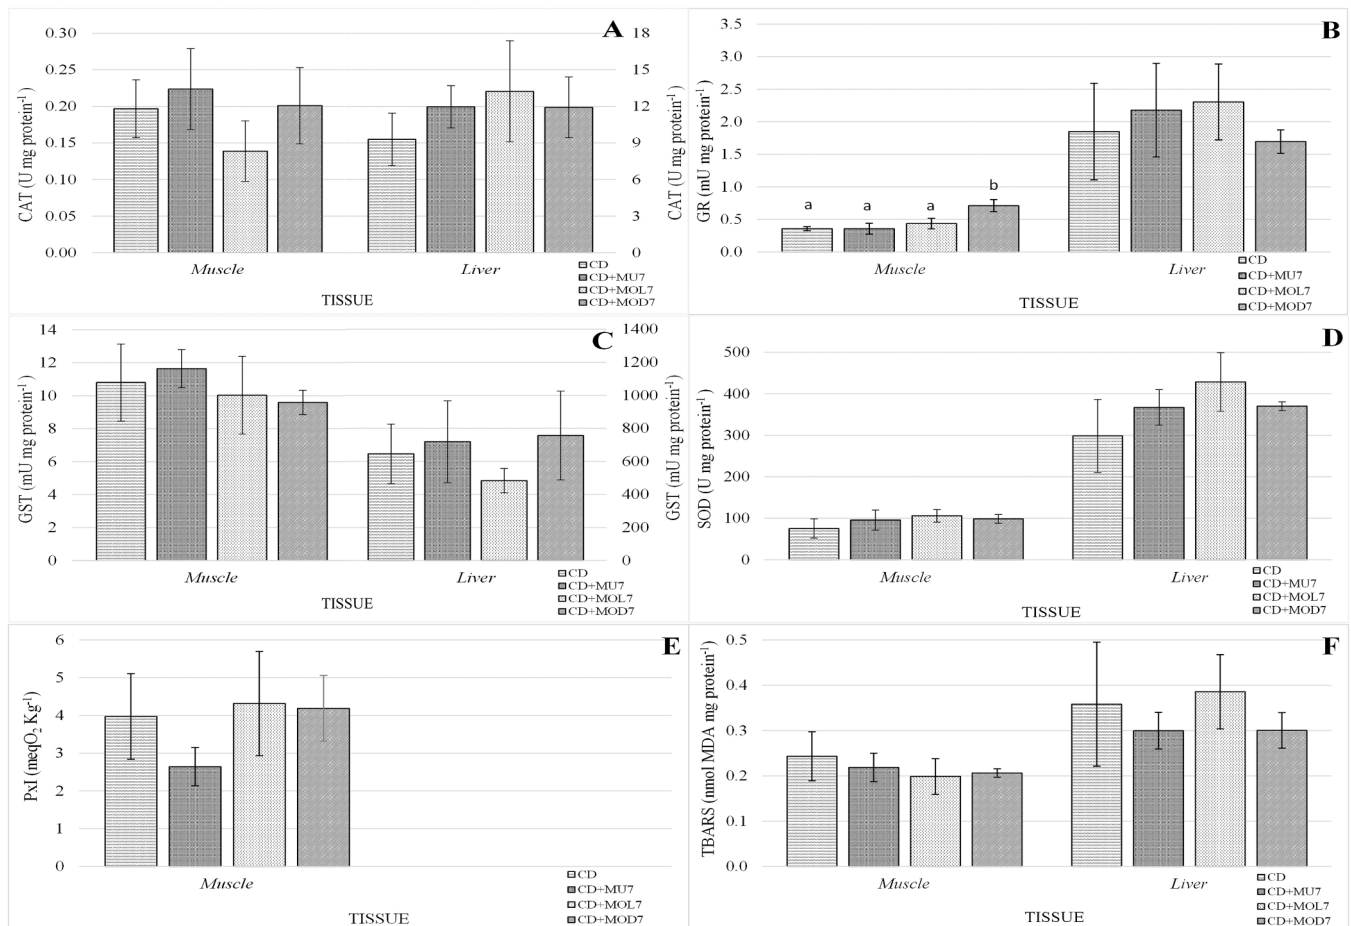 A
CAT (U mg protein-1)
0.30
0.25
0.20
0.15
0.10
0.05
0.00
18
15
12
9
6
3
0
CAT (U mg protein-1)
Muscle
Liver
TISSUE
CD
CD+MU7
CD+MOL7
CD+MOD7
B
GR (mU mg protein-1)
3.5
3.0
2.5
2.0
1.5
1.0
0.5
0.0
a
a
a
b
Muscle
Liver
TISSUE
CD
CD+MU7
CD+MOL7
CD+MOD7
C
GST (mU mg protein-1)
14
12
10
8
6
4
2
0
1400
1200
1000
800
600
400
200
0
GST (mU mg protein-1)
Muscle
Liver
TISSUE
CD
CD+MU7
CD+MOL7
CD+MOD7
D
SOD (U mg protein-1)
500
400
300
200
100
0
Muscle
Liver
TISSUE
CD
CD+MU7
CD+MOL7
CD+MOD7
E
PxI (meqO2 Kg-1)
6
5
4
3
2
1
0
Muscle
TISSUE
CD
CD+MU7
CD+MOL7
CD+MOD7
F
TBARS (nmol MDA mg protein-1)
0.5
0.4
0.3
0.2
0.1
0.0
Muscle
Liver
TISSUE
CD
CD+MU7
CD+MOL7
CD+MOD7